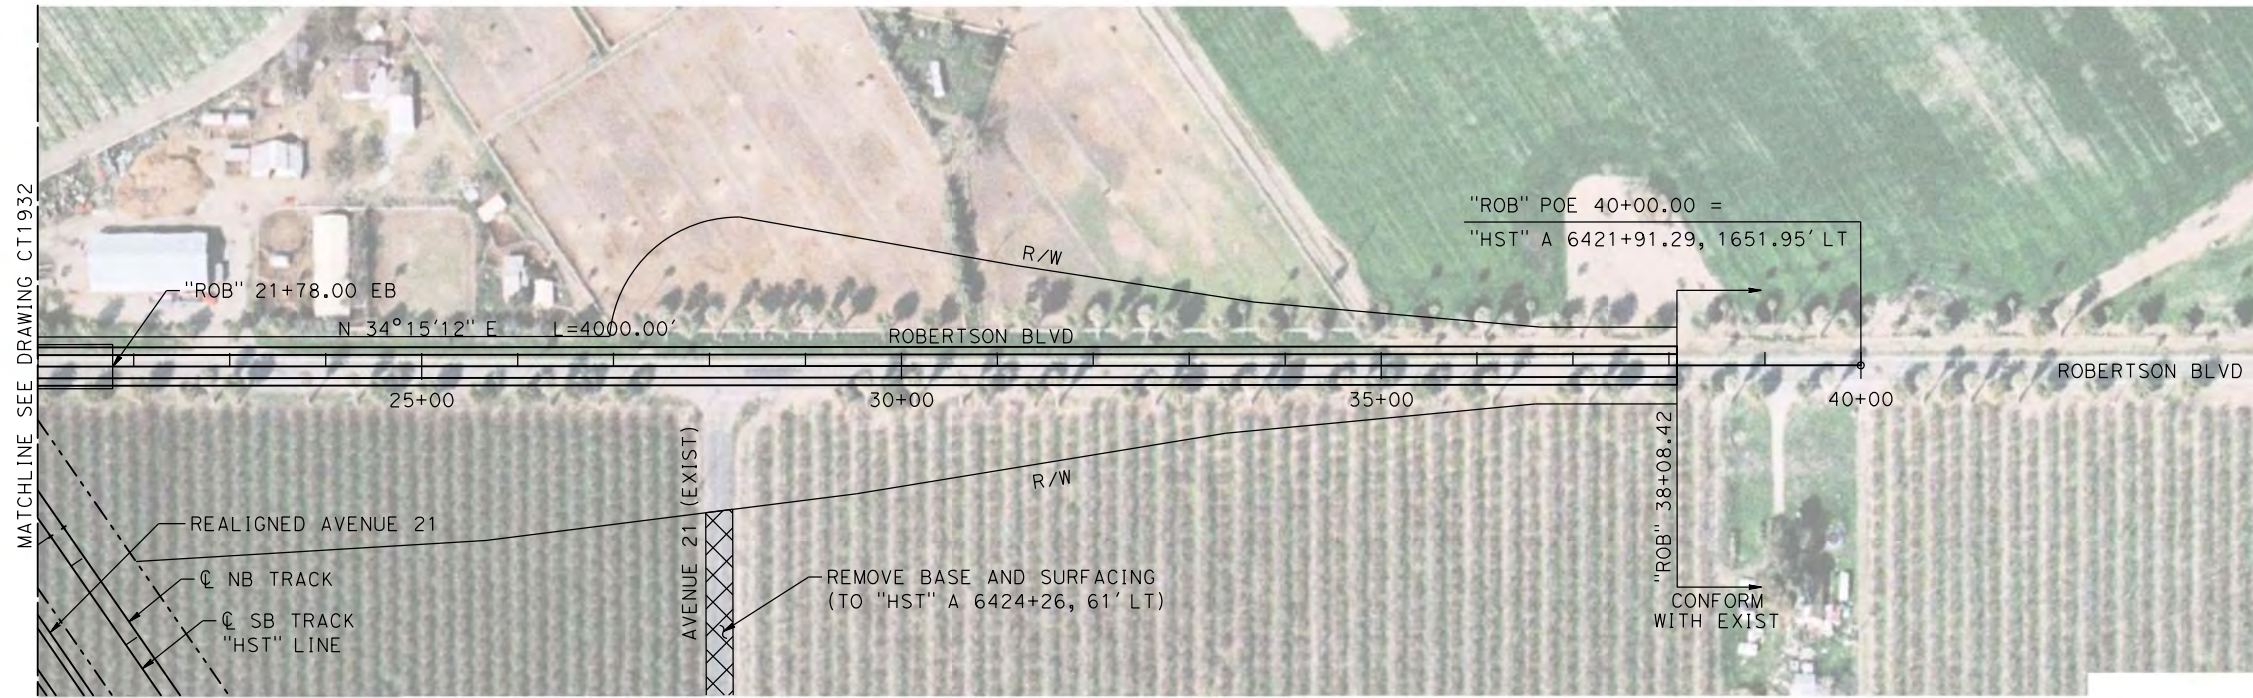 MATCHLINE SEE DRAWING CT1932
"ROB" POE 40+00.00 =
"HST" A 6421+91.29, 1651.95' LT
R/W
"ROB" 21+78.00 EB
N 34°15'12" E L=4000.00'
ROBERTSON BLVD
ROBERTSON BLVD
25+00
30+00
35+00
40+00
R/W
"ROB" 38+08.42
CONFORM
WITH EXIST
AVENUE 21 (EXIST)
REALIGNED AVENUE 21
℄ NB TRACK
℄ SB TRACK
"HST" LINE
REMOVE BASE AND SURFACING
(TO "HST" A 6424+26, 61' LT)